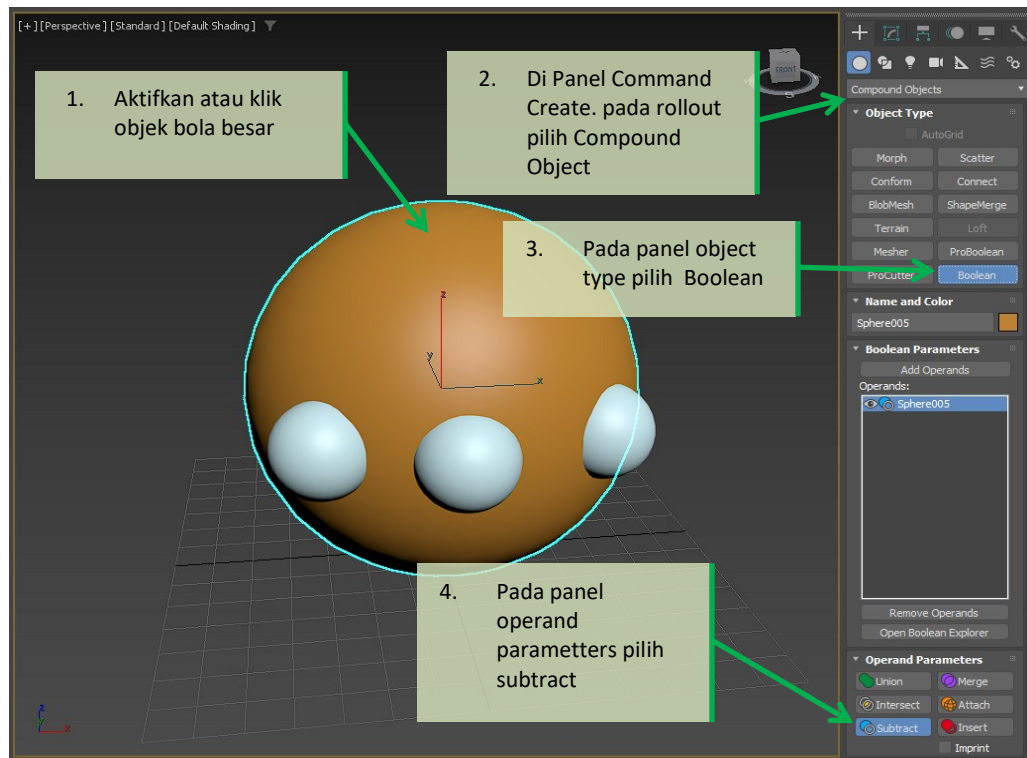 [+] [Perspective] [Standard] [Default Shading]
1. Aktifkan atau klik
objek bola besar
2. Di Panel Command
Create. pada rollout
pilih Compound
Object
FRONT
S
3. Pada panel object
type pilih Boolean
z
y
x
4. Pada panel
operand
parametters pilih
subtract
z
y
x
Compound Objects
Object Type
AutoGrid
Morph Scatter
Conform Connect
BlobMesh ShapeMerge
Terrain Loft
Mesher ProBoolean
ProCutter Boolean
Name and Color
Sphere005
Boolean Parameters
Add Operands
Operands:
Sphere005
Remove Operands
Open Boolean Explorer
Operand Parameters
Union Merge
Intersect Attach
Subtract Insert
Imprint